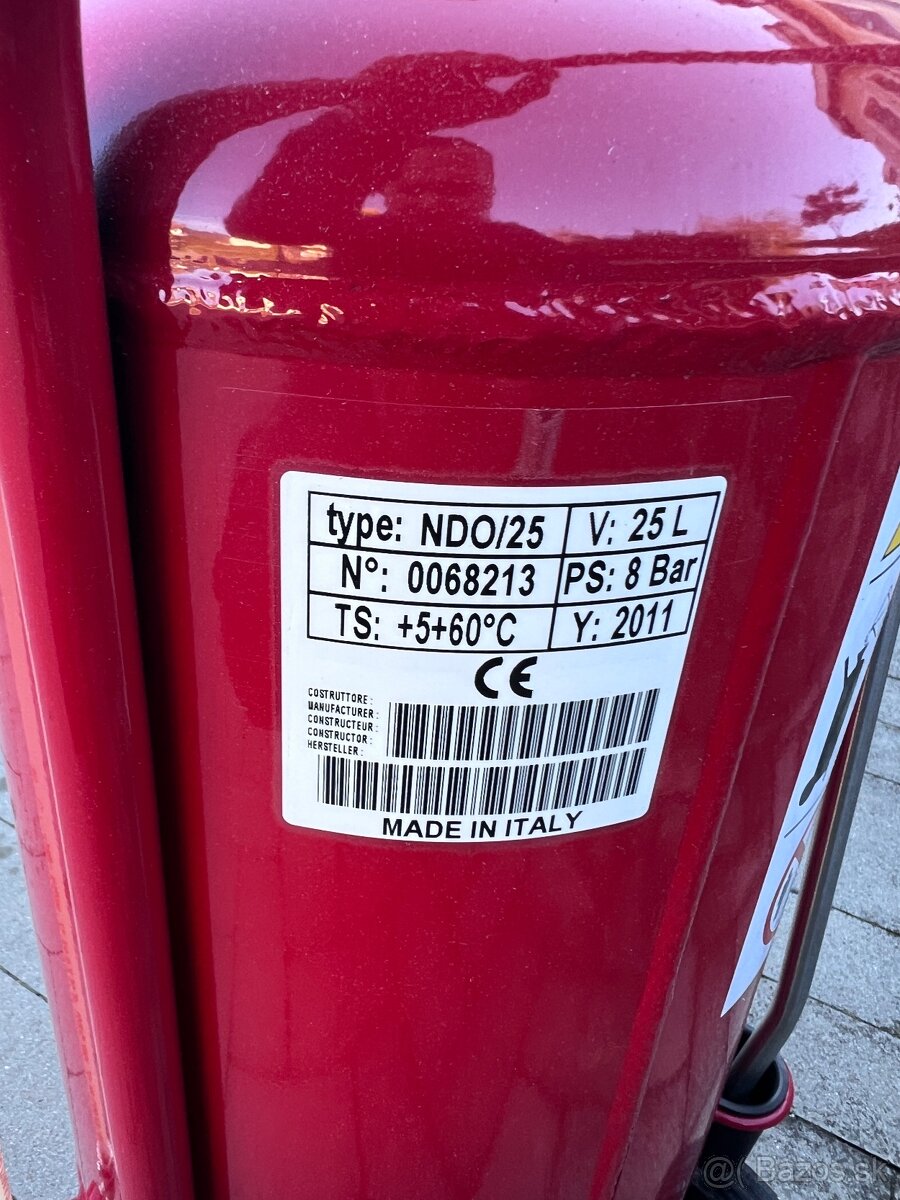 type: NDO/25 V: 25 L
N°: 0068213 PS: 8 Bar
TS: +5+60°C Y: 2011
CE
COSTRUTTORE:
MANUFACTURER:
CONSTRUCTEUR:
CONSTRUCTOR:
HERSTELLER:
MADE IN ITALY
@( Bazos.sk